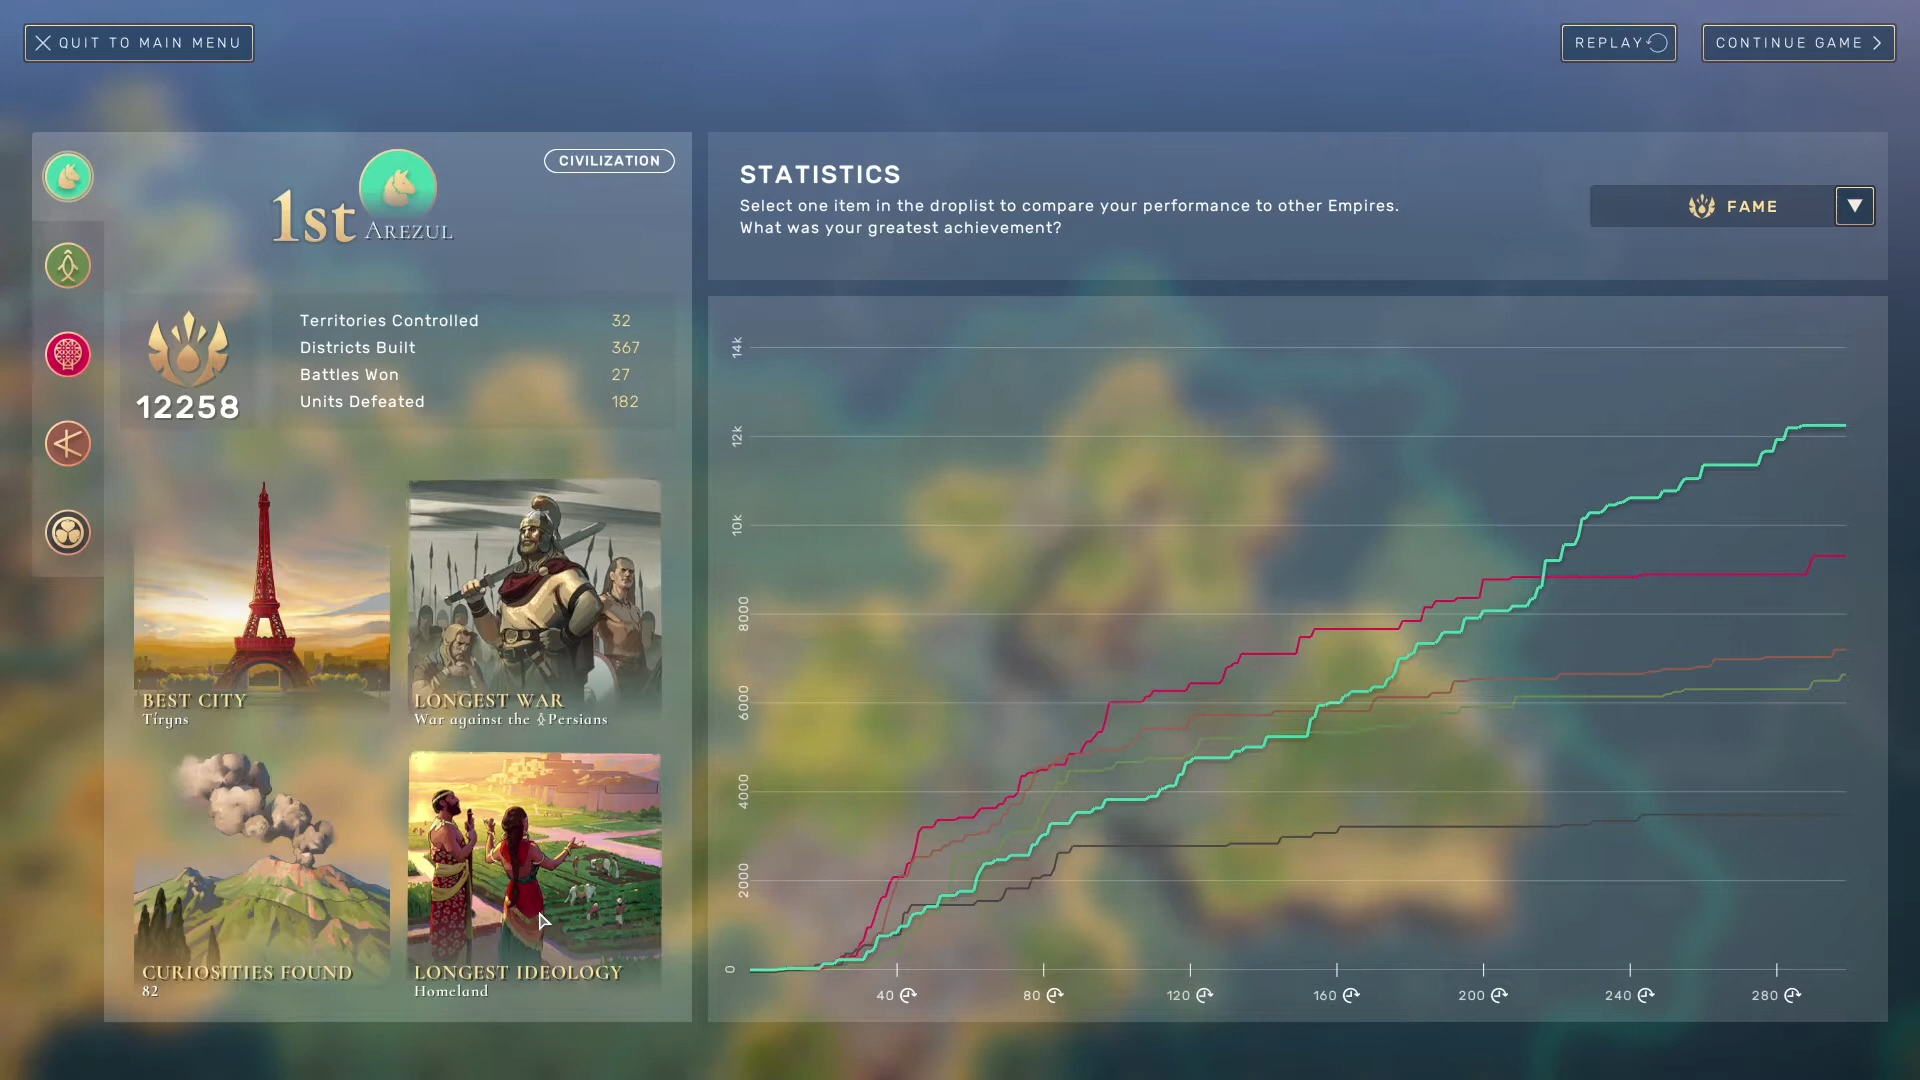 QUIT TO MAIN MENU
REPLAY
CONTINUE GAME
CIVILIZATION
1st
AREZUL
12258
Territories Controlled 32
Districts Built 367
Battles Won 27
Units Defeated 182
BEST CITY
Tiryns
LONGEST WAR
War against the Persians
CURIOSITIES FOUND
82
LONGEST IDEOLOGY
Homeland
STATISTICS
Select one item in the droplist to compare your performance to other Empires.
What was your greatest achievement?
FAME
14k
12k
10k
8000
6000
4000
2000
0
40
80
120
160
200
240
280